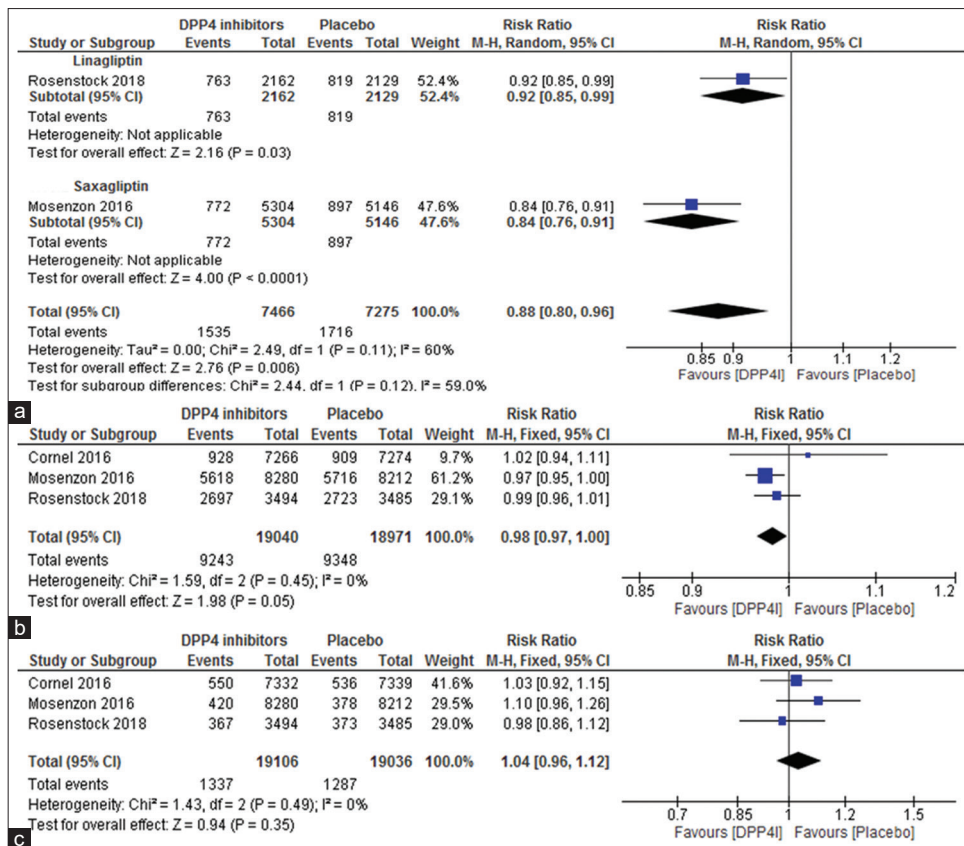 DPP4 inhibitors Placebo Risk Ratio Risk Ratio
Study or Subgroup Events Total Events Total Weight M-H, Random, 95% CI M-H, Random, 95% CI
Linagliptin
Rosenstock 2018 763 2162 819 2129 52.4% 0.92 [0.85, 0.99]
Subtotal (95% CI) 2162 2129 52.4% 0.92 [0.85, 0.99]
Total events 763 819
Heterogeneity: Not applicable
Test for overall effect: Z = 2.16 (P = 0.03)
Saxagliptin
Mosenzon 2016 772 5304 897 5146 47.6% 0.84 [0.76, 0.91]
Subtotal (95% CI) 5304 5146 47.6% 0.84 [0.76, 0.91]
Total events 772 897
Heterogeneity: Not applicable
Test for overall effect: Z = 4.00 (P < 0.0001)
Total (95% CI) 7466 7275 100.0% 0.88 [0.80, 0.96]
Total events 1535 1716
Heterogeneity: Tau² = 0.00; Chi² = 2.49, df = 1 (P = 0.11); I² = 60%
Test for overall effect: Z = 2.76 (P = 0.006)
Test for subgroup differences: Chi² = 2.44, df = 1 (P = 0.12), I² = 59.0%
0.85 0.9 1 1.1 1.2
Favours [DPP4I] Favours [Placebo]
a
DPP4 inhibitors Placebo Risk Ratio Risk Ratio
Study or Subgroup Events Total Events Total Weight M-H, Fixed, 95% CI M-H, Fixed, 95% CI
Cornel 2016 928 7266 909 7274 9.7% 1.02 [0.94, 1.11]
Mosenzon 2016 5618 8280 5716 8212 61.2% 0.97 [0.95, 1.00]
Rosenstock 2018 2697 3494 2723 3485 29.1% 0.99 [0.96, 1.01]
Total (95% CI) 19040 18971 100.0% 0.98 [0.97, 1.00]
Total events 9243 9348
Heterogeneity: Chi² = 1.59, df = 2 (P = 0.45); I² = 0%
Test for overall effect: Z = 1.98 (P = 0.05)
0.85 0.9 1 1.1 1.2
Favours [DPP4I] Favours [Placebo]
b
DPP4 inhibitors Placebo Risk Ratio Risk Ratio
Study or Subgroup Events Total Events Total Weight M-H, Fixed, 95% CI M-H, Fixed, 95% CI
Cornel 2016 550 7332 536 7339 41.6% 1.03 [0.92, 1.15]
Mosenzon 2016 420 8280 378 8212 29.5% 1.10 [0.96, 1.26]
Rosenstock 2018 367 3494 373 3485 29.0% 0.98 [0.86, 1.12]
Total (95% CI) 19106 19036 100.0% 1.04 [0.96, 1.12]
Total events 1337 1287
Heterogeneity: Chi² = 1.43, df = 2 (P = 0.49); I² = 0%
Test for overall effect: Z = 0.94 (P = 0.35)
0.7 0.85 1 1.2 1.5
Favours [DPP4I] Favours [Placebo]
c